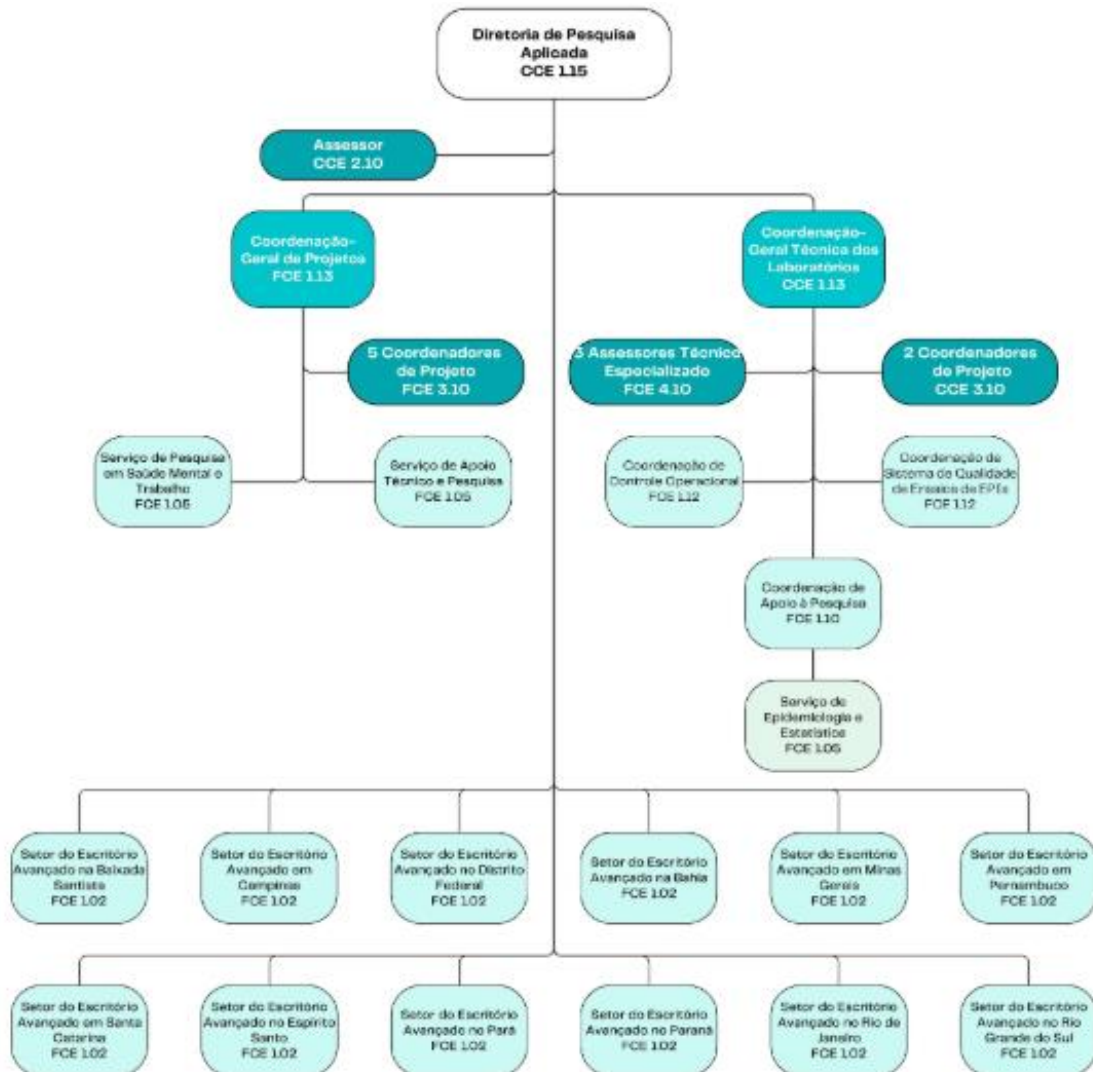 Diretoria de Pesquisa
Aplicada
CCE 1.15
Assessor
CCE 2.10
Coordenação-
Geral de Projetos
FCE 1.13
Coordenação-
Geral Técnica dos
Laboratórios
CCE 1.13
5 Coordenadores
de Projeto
FCE 3.10
3 Assessores Técnico
Especializado
FCE 4.10
2 Coordenadores
de Projeto
CCE 3.10
Serviço de Pesquisa
em Saúde Mental e
Trabalho
FCE 1.05
Serviço de Apoio
Técnico e Pesquisa
FCE 1.05
Coordenação de
Controle Operacional
FCE 1.12
Coordenação de
Sistema de Qualidade
de Ensaios de EPIs
FCE 1.12
Coordenação de
Apoio à Pesquisa
FCE 1.10
Serviço de
Epidemiologia e
Estatística
FCE 1.05
Setor do Escritório
Avançado na Baixada
Santista
FCE 1.02
Setor do Escritório
Avançado em
Campinas
FCE 1.02
Setor do Escritório
Avançado no Distrito
Federal
FCE 1.02
Setor do Escritório
Avançado na Bahia
FCE 1.02
Setor do Escritório
Avançado em Minas
Gerais
FCE 1.02
Setor do Escritório
Avançado em
Pernambuco
FCE 1.02
Setor do Escritório
Avançado em Santa
Catarina
FCE 1.02
Setor do Escritório
Avançado no Espírito
Santo
FCE 1.02
Setor do Escritório
Avançado no Pará
FCE 1.02
Setor do Escritório
Avançado no Paraná
FCE 1.02
Setor do Escritório
Avançado no Rio de
Janeiro
FCE 1.02
Setor do Escritório
Avançado no Rio
Grande do Sul
FCE 1.02